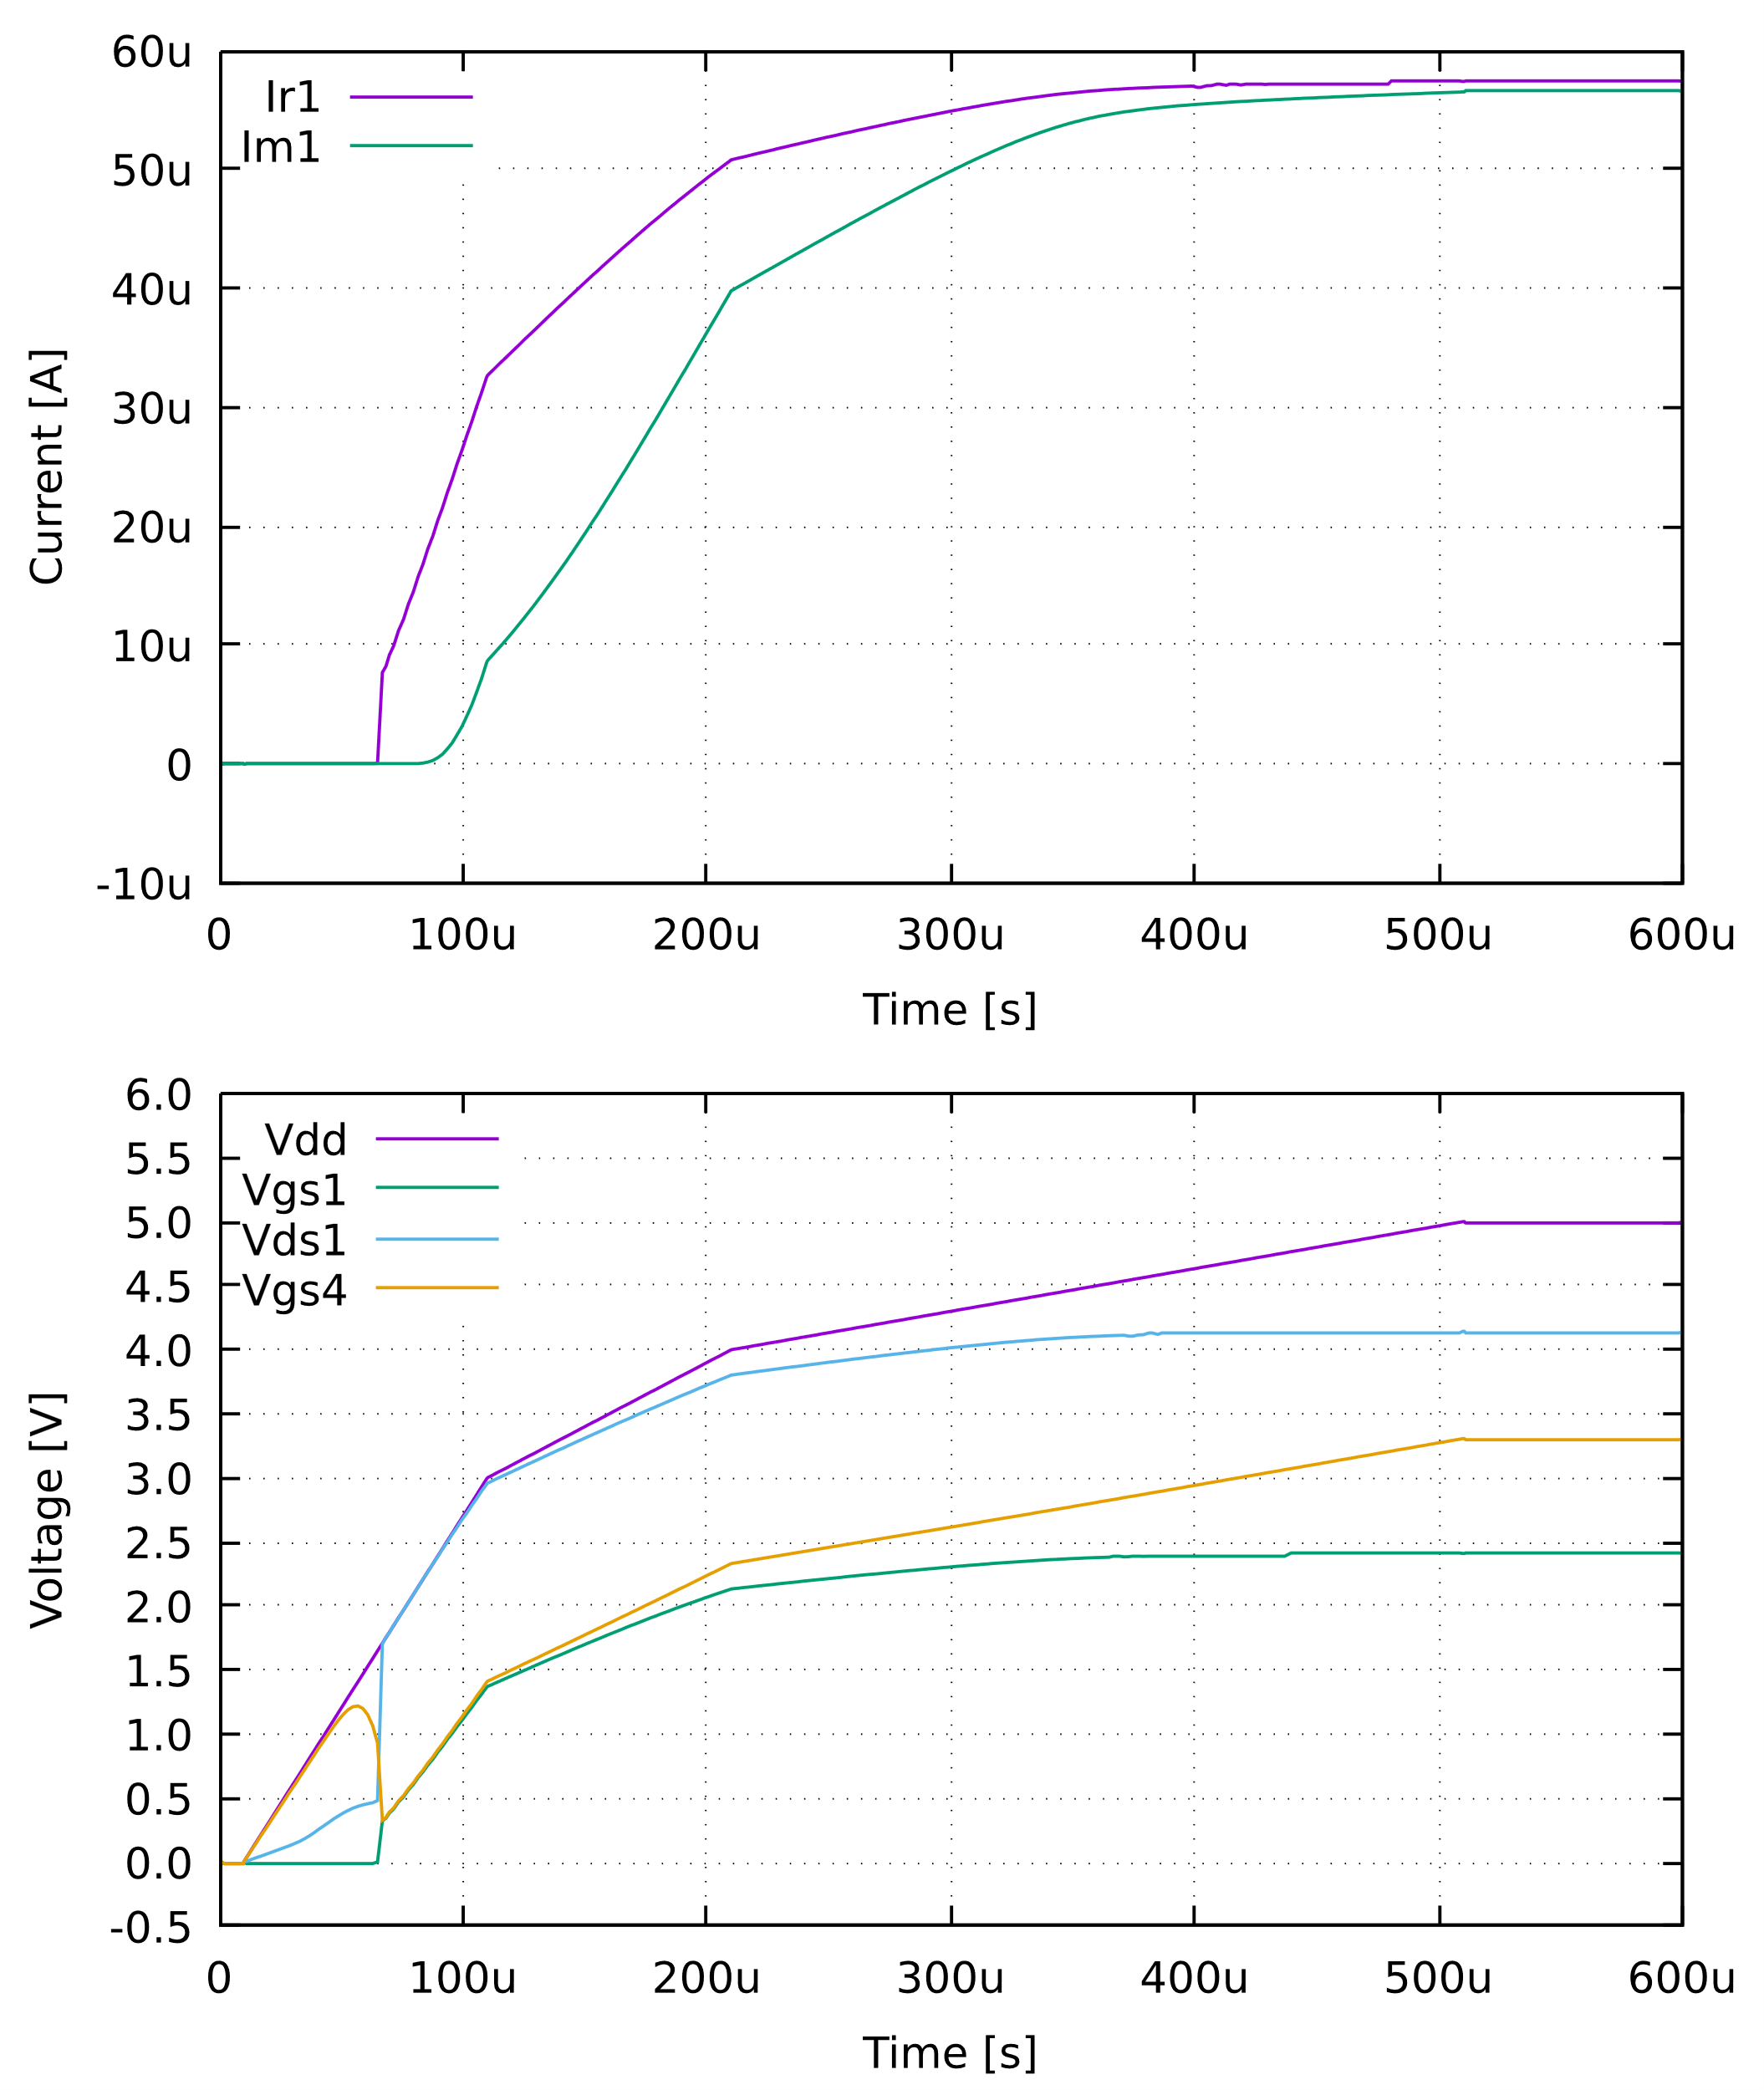 60u
50u
40u
30u
20u
10u
0
-10u
Current [A]
Ir1
Im1
0 100u 200u 300u 400u 500u 600u
Time [s]
6.0
5.5
5.0
4.5
4.0
3.5
3.0
2.5
2.0
1.5
1.0
0.5
0.0
-0.5
Voltage [V]
Vdd
Vgs1
Vds1
Vgs4
0 100u 200u 300u 400u 500u 600u
Time [s]